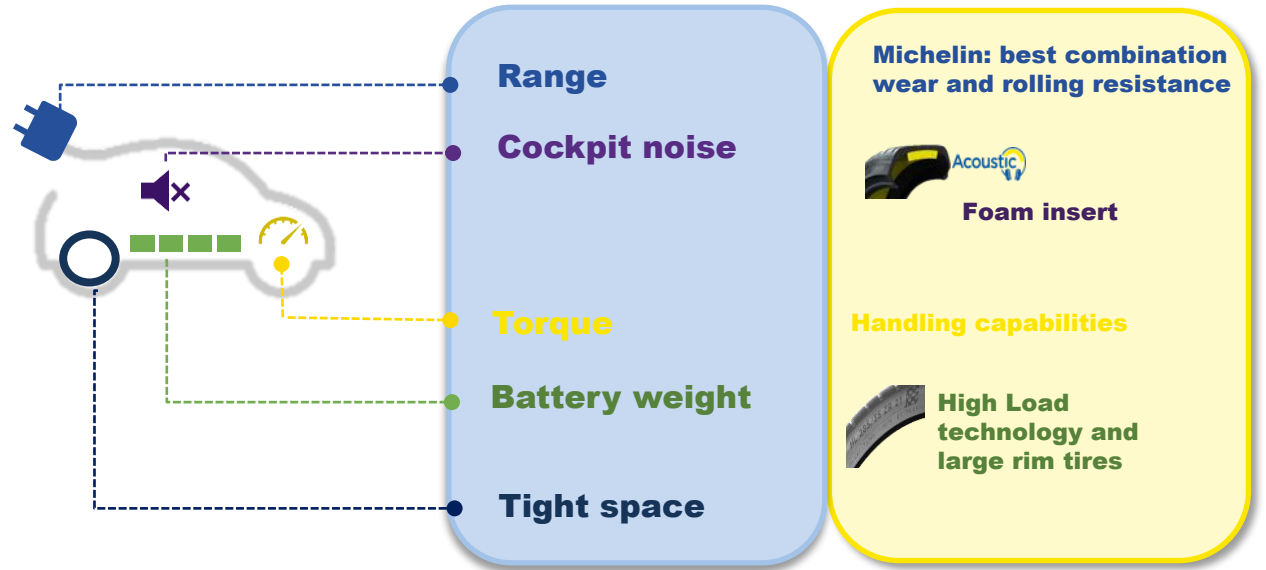 Range
Michelin: best combination
wear and rolling resistance
Cockpit noise
Acoustic
Foam insert
Torque
Handling capabilities
Battery weight
High Load
technology and
large rim tires
Tight space